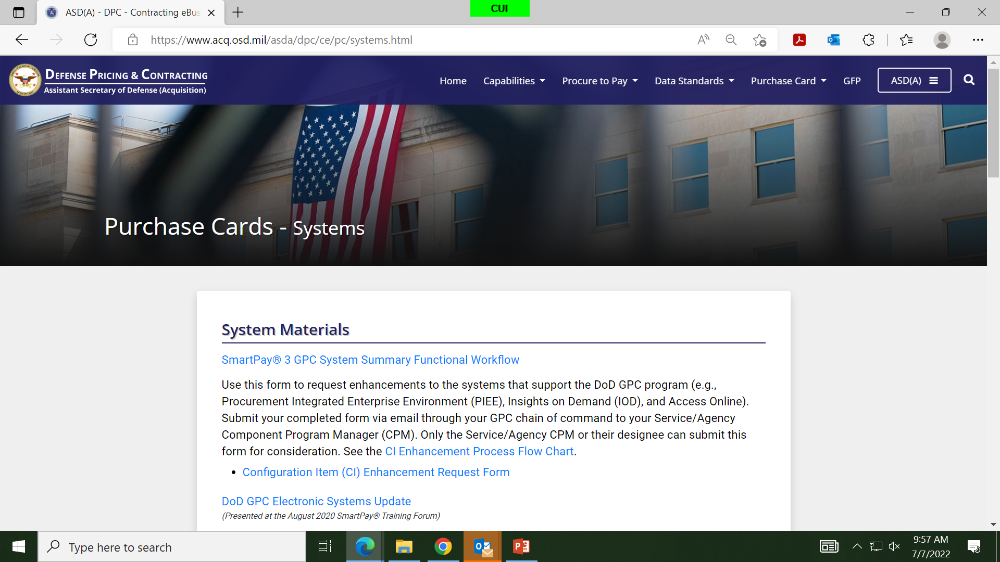 ASD(A) - DPC - Contracting eBus
CUI
https://www.acq.osd.mil/asda/dpc/ce/pc/systems.html
DEFENSE PRICING & CONTRACTING
Assistant Secretary of Defense (Acquisition)
Home Capabilities Procure to Pay Data Standards Purchase Card GFP ASD(A)
Purchase Cards - Systems
System Materials
SmartPay® 3 GPC System Summary Functional Workflow
Use this form to request enhancements to the systems that support the DoD GPC program (e.g.,
Procurement Integrated Enterprise Environment (PIEE), Insights on Demand (IOD), and Access Online).
Submit your completed form via email through your GPC chain of command to your Service/Agency
Component Program Manager (CPM). Only the Service/Agency CPM or their designee can submit this
form for consideration. See the CI Enhancement Process Flow Chart.
• Configuration Item (CI) Enhancement Request Form
DoD GPC Electronic Systems Update
(Presented at the August 2020 SmartPay® Training Forum)
Type here to search
9:57 AM
7/7/2022